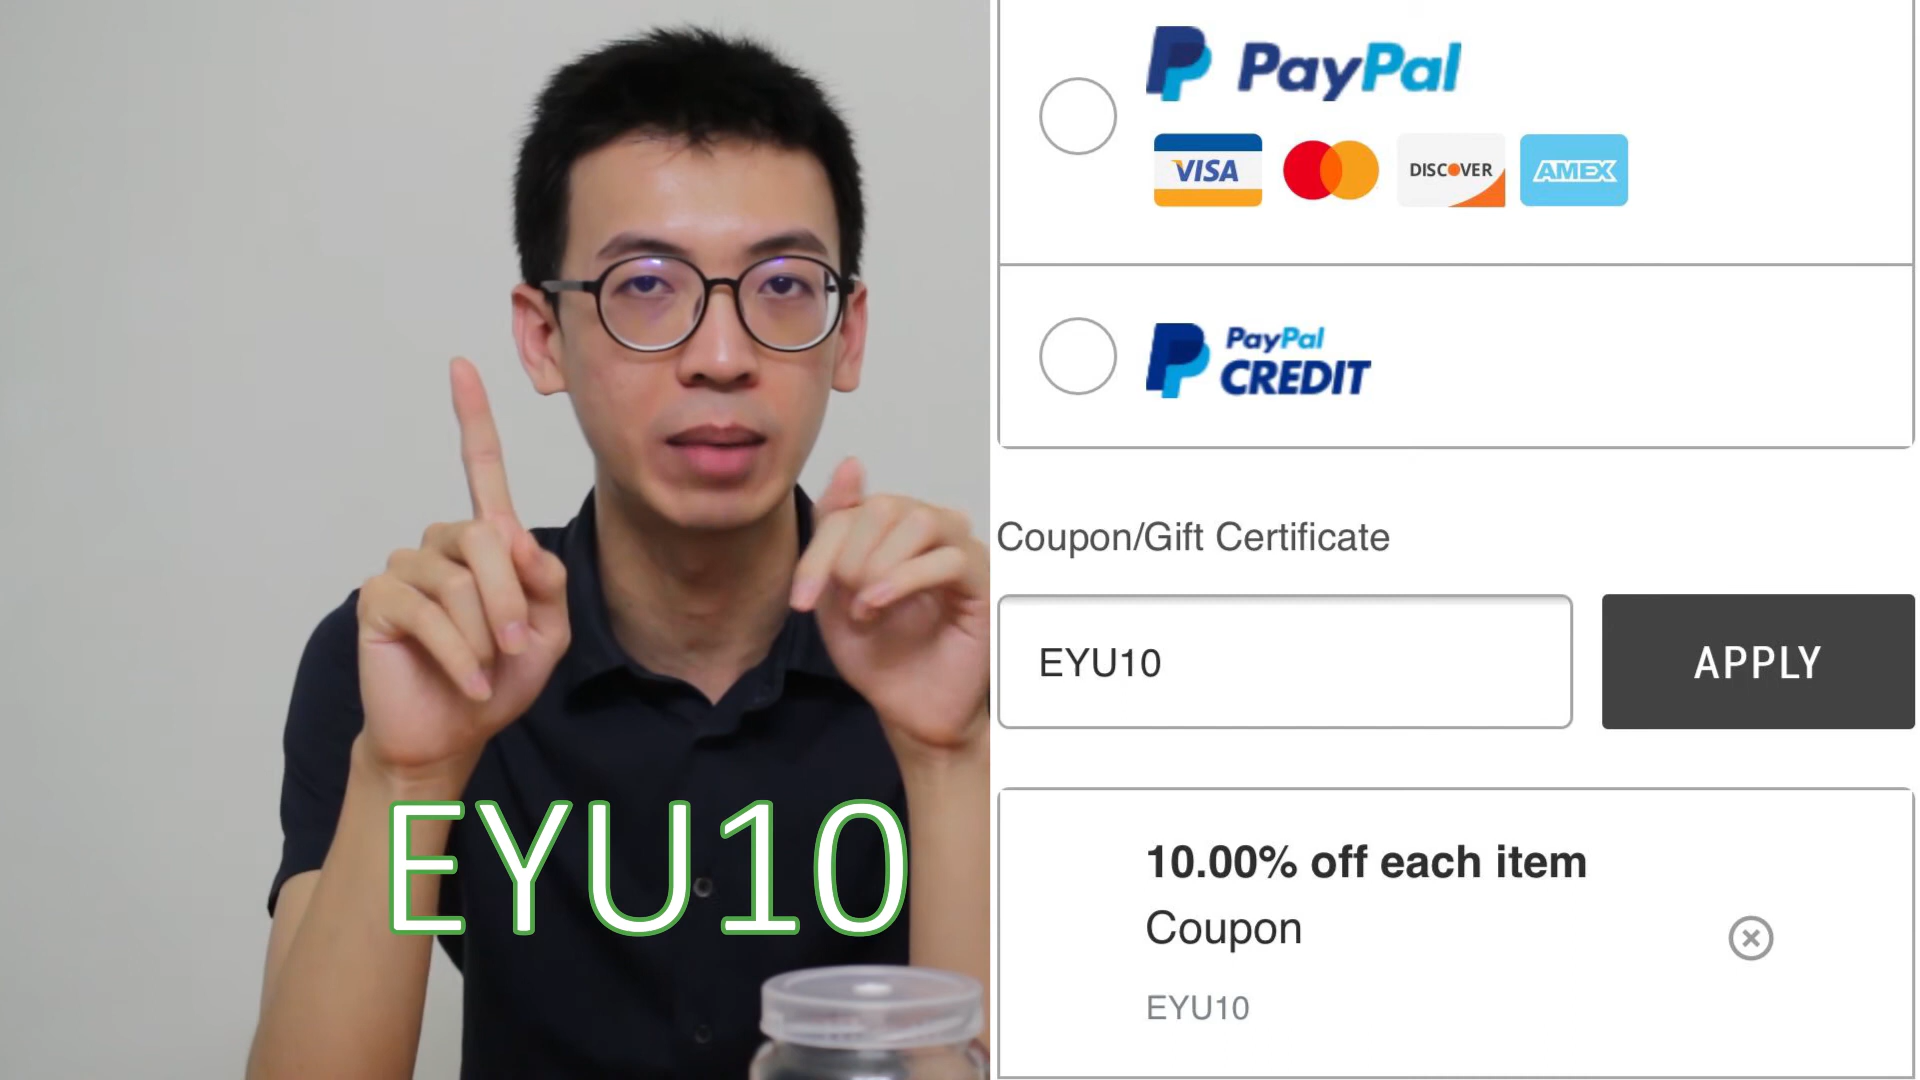 EYU10
PayPal
VISA
DISCOVER
AMEX
PayPal
CREDIT
Coupon/Gift Certificate
EYU10
APPLY
10.00% off each item
Coupon
EYU10